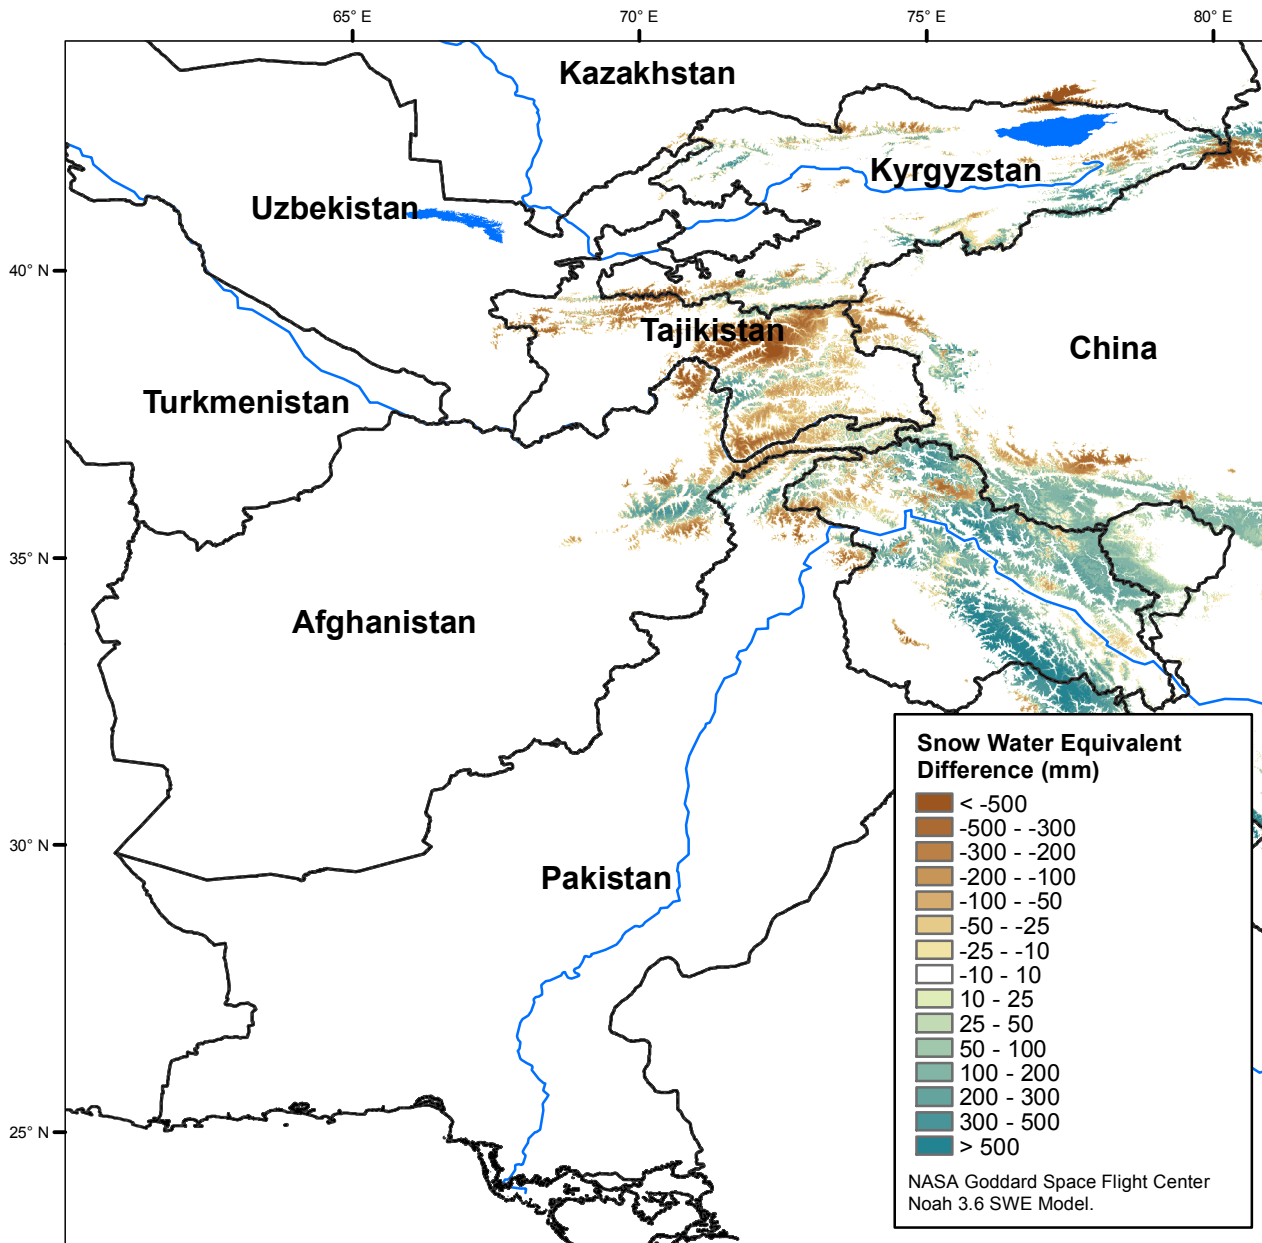 65° E
70° E
75° E
80° E
Kazakhstan
Kyrgyzstan
Uzbekistan
40° N
Tajikistan
China
Turkmenistan
35° N
Afghanistan
Snow Water Equivalent
Difference (mm)
< -500
-500 - -300
-300 - -200
30° N
-200 - -100
Pakistan
-100 - -50
-50 - -25
-25 - -10
-10 - 10
10 - 25
25 - 50
50 - 100
100 - 200
200 - 300
300 - 500
25° N
> 500
NASA Goddard Space Flight Center
Noah 3.6 SWE Model.